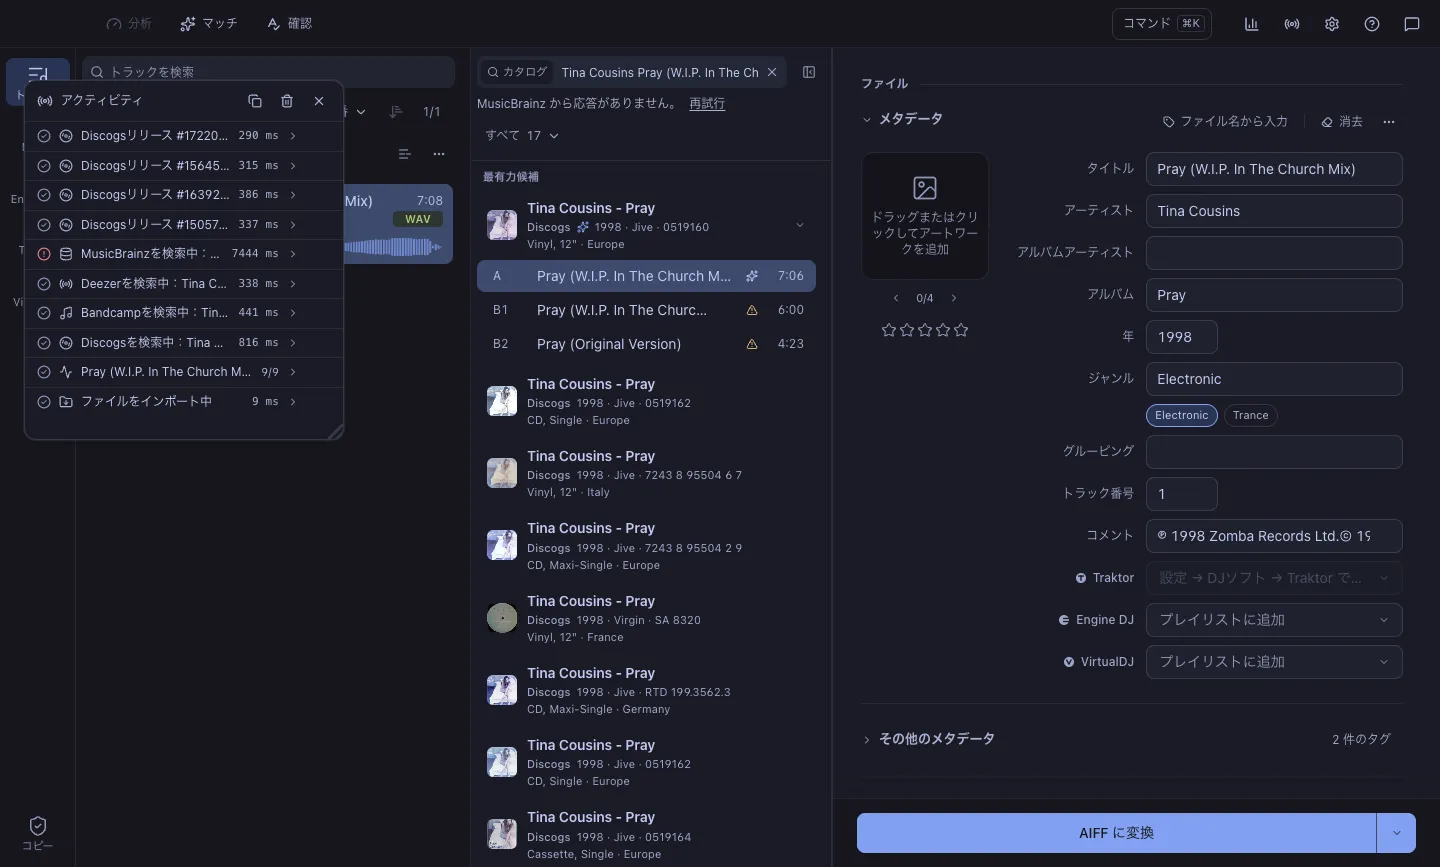 分析
マッチ
確認
コマンド ⌘K
トラックを検索
アクティビティ
Discogsリリース #17220... 290 ms
Discogsリリース #15645... 315 ms
Discogsリリース #16392... 386 ms
Discogsリリース #15057... 337 ms
MusicBrainzを検索中：... 7444 ms
Deezerを検索中：Tina C... 338 ms
Bandcampを検索中：Tin... 441 ms
Discogsを検索中：Tina ... 816 ms
Pray (W.I.P. In The Church M... 9/9
ファイルをインポート中 9 ms
1/1
Mix) 7:08
WAV
En
Vi
コピー
カタログ Tina Cousins Pray (W.I.P. In The Ch
MusicBrainz から応答がありません。 再試行
すべて 17
最有力候補
Tina Cousins - Pray
Discogs 1998 · Jive · 0519160
Vinyl, 12" · Europe
A Pray (W.I.P. In The Church M... 7:06
B1 Pray (W.I.P. In The Churc... 6:00
B2 Pray (Original Version) 4:23
Tina Cousins - Pray
Discogs 1998 · Jive · 0519162
CD, Single · Europe
Tina Cousins - Pray
Discogs 1998 · Jive · 7243 8 95504 6 7
Vinyl, 12" · Italy
Tina Cousins - Pray
Discogs 1998 · Jive · 7243 8 95504 2 9
CD, Maxi-Single · Europe
Tina Cousins - Pray
Discogs 1998 · Virgin · SA 8320
Vinyl, 12" · France
Tina Cousins - Pray
Discogs 1998 · Jive · RTD 199.3562.3
CD, Maxi-Single · Germany
Tina Cousins - Pray
Discogs 1998 · Jive · 0519162
CD, Single · Europe
Tina Cousins - Pray
Discogs 1998 · Jive · 0519164
Cassette, Single · Europe
ファイル
メタデータ
ファイル名から入力
消去
ドラッグまたはクリ
ックしてアートワー
クを追加
0/4
タイトル Pray (W.I.P. In The Church Mix)
アーティスト Tina Cousins
アルバムアーティスト
アルバム Pray
年 1998
ジャンル Electronic
Electronic Trance
グルーピング
トラック番号 1
コメント ℗ 1998 Zomba Records Ltd.© 19
Traktor 設定 → DJソフト → Traktor で...
Engine DJ プレイリストに追加
VirtualDJ プレイリストに追加
その他のメタデータ 2 件のタグ
AIFF に変換